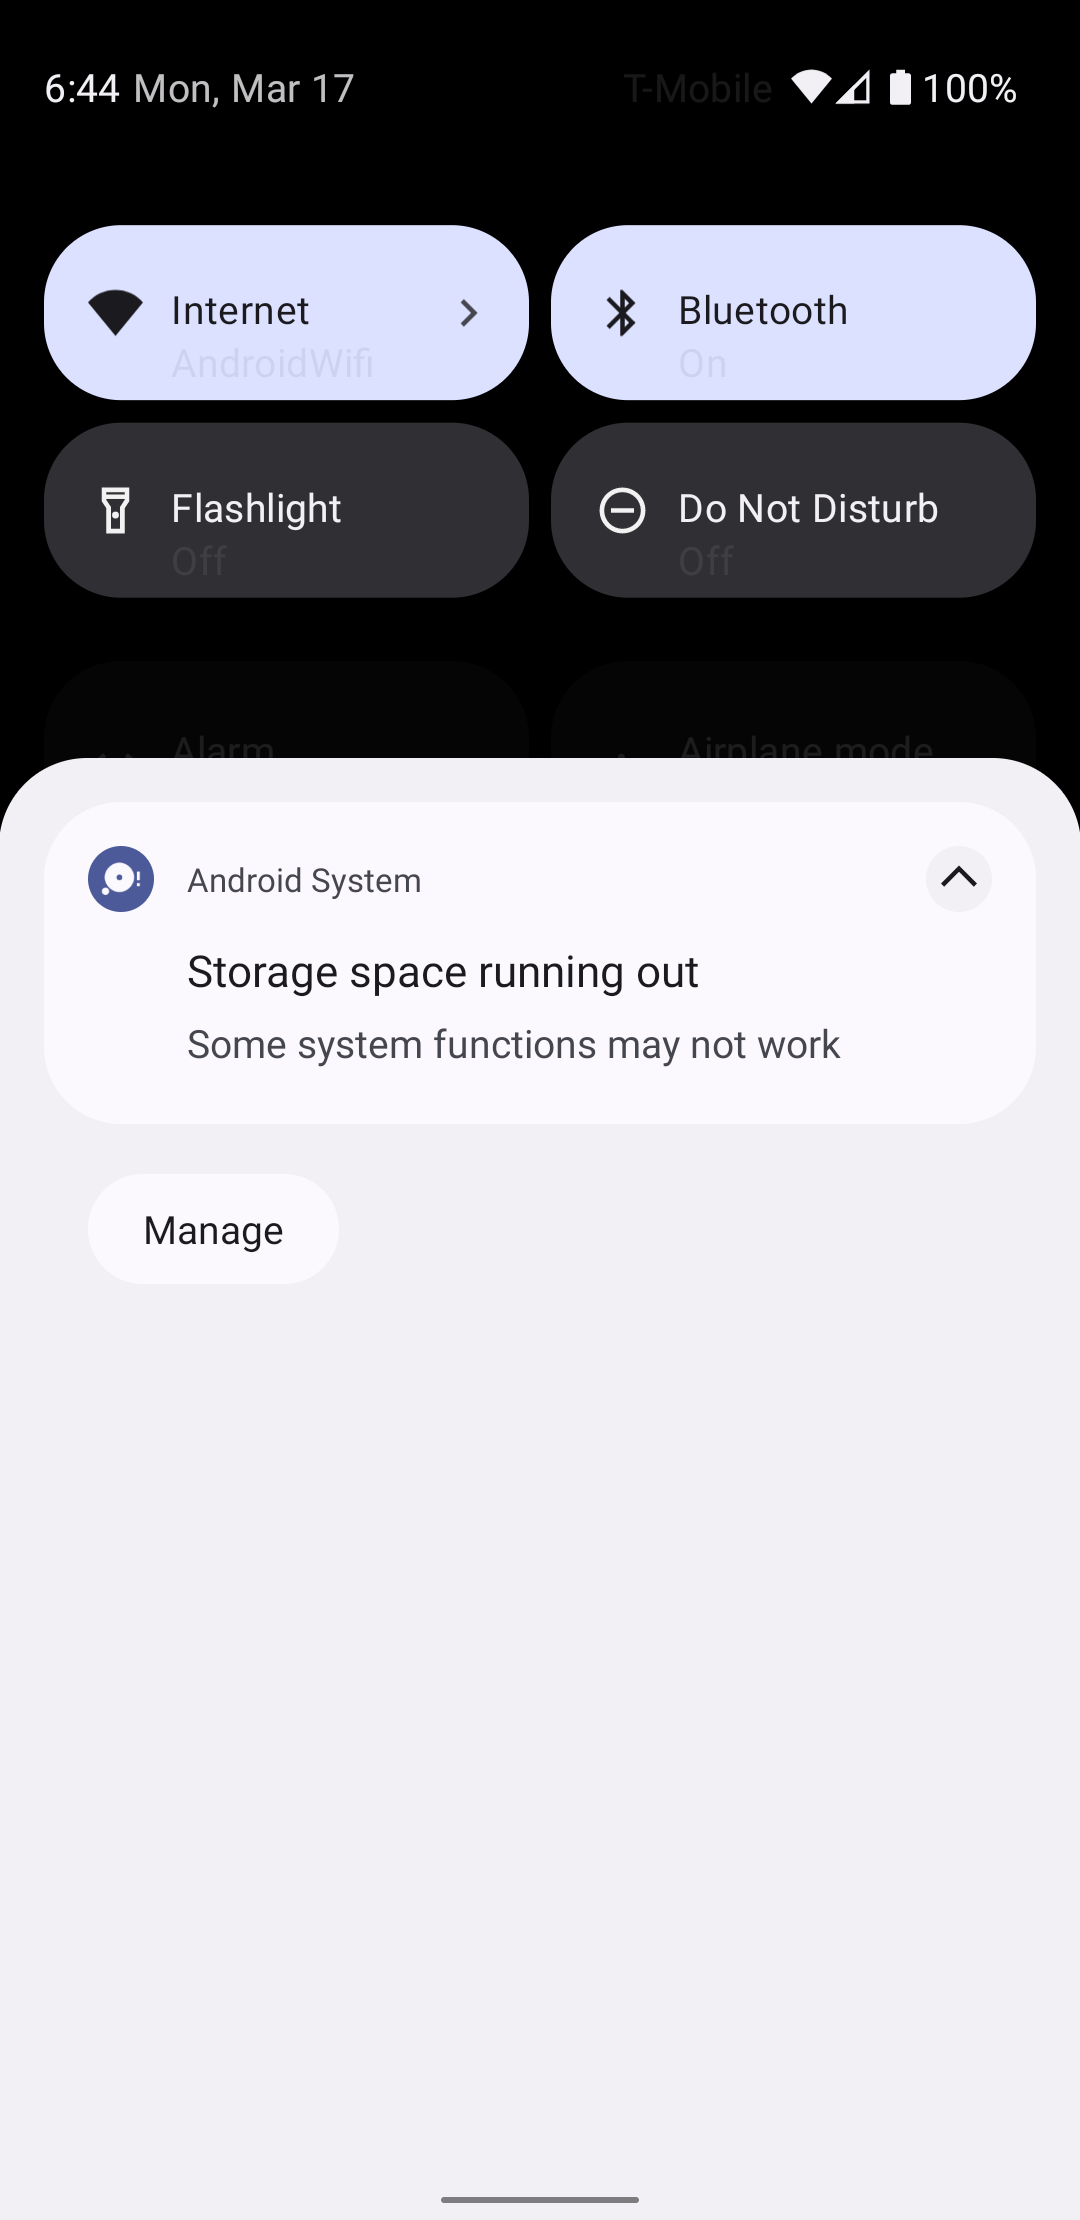 6:44 Mon, Mar 17 T-Mobile 100%
Internet
AndroidWifi
Bluetooth
On
Flashlight
Off
Do Not Disturb
Off
Alarm
Airplane mode
Android System
Storage space running out
Some system functions may not work
Manage